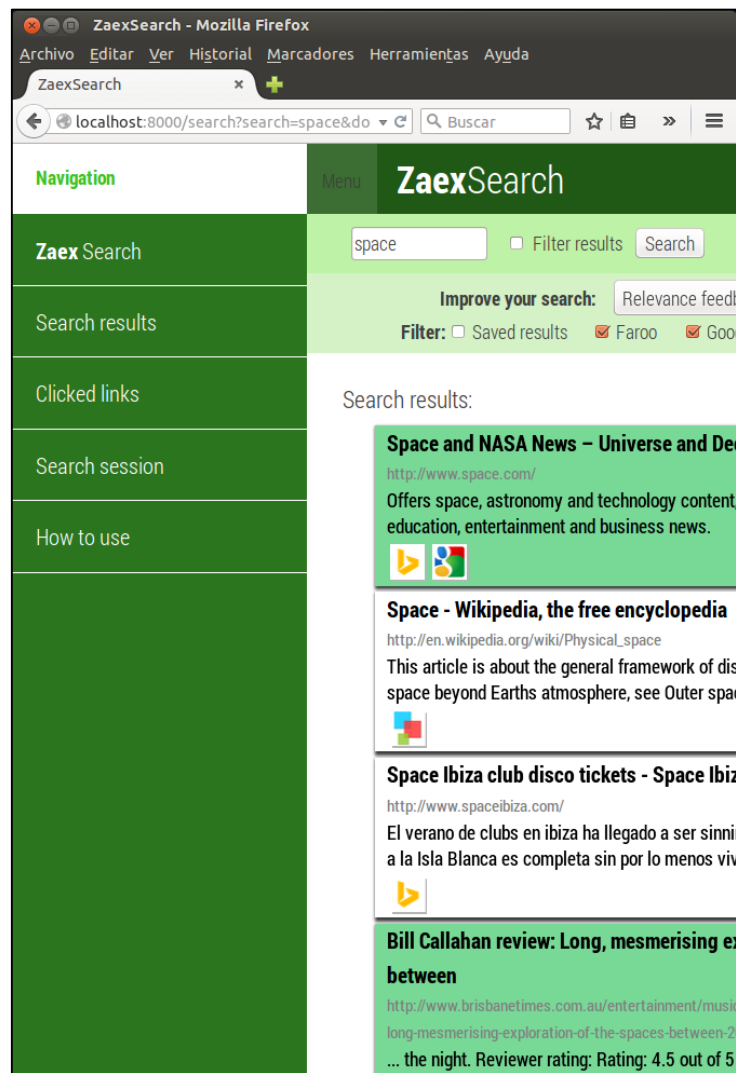 ZaexSearch - Mozilla Firefox
Archivo Editar Ver Historial Marcadores Herramientas Ayuda
ZaexSearch
localhost:8000/search?search=space&do
Buscar
Navigation
Zaex Search
Search results
Clicked links
Search session
How to use
Menu
ZaexSearch
space Filter results Search
Improve your search: Relevance
Filter: Saved results Faroo
Search results:
Space and NASA News – Universe and
http://www.space.com/
Offers space, astronomy and technology content,
education, entertainment and business news.
Space - Wikipedia, the free encyclopedia
http://en.wikipedia.org/wiki/Physical_space
This article is about the general framework of
space beyond Earths atmosphere, see Outer
Space Ibiza club disco tickets - Space
http://www.spaceibiza.com/
El verano de clubs en ibiza ha llegado a ser
a la Isla Blanca es completa sin por lo menos
Bill Callahan review: Long, mesmerising
between
http://www.brisbanetimes.com.au/entertainment/music
long-mesmerising-exploration-of-the-spaces-between-2
... the night. Reviewer rating: Rating: 4.5 out of 5